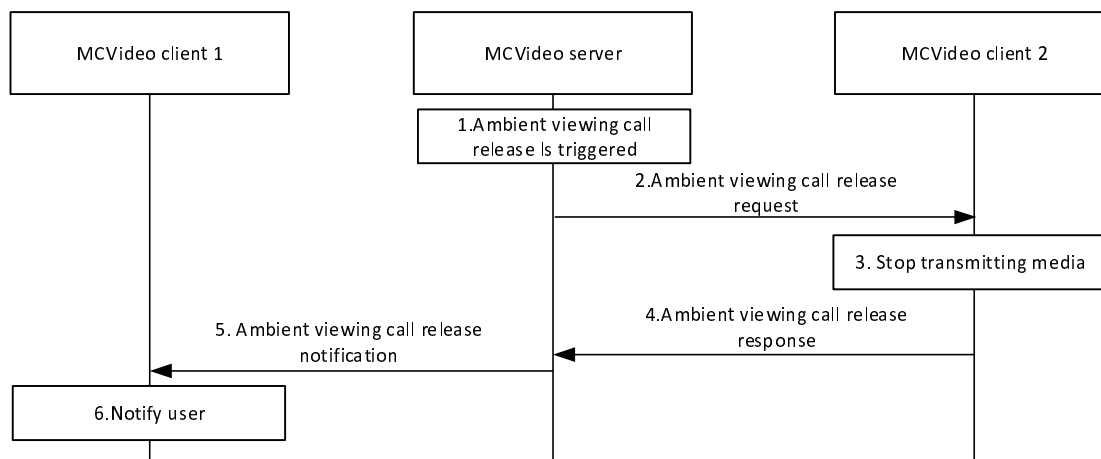 MCVideo client 1
MCVideo server
MCVideo client 2
1.Ambient viewing call
release Is triggered
2.Ambient viewing call release
request
3. Stop transmitting media
4.Ambient viewing call release
response
5. Ambient viewing call release
notification
6.Notify user